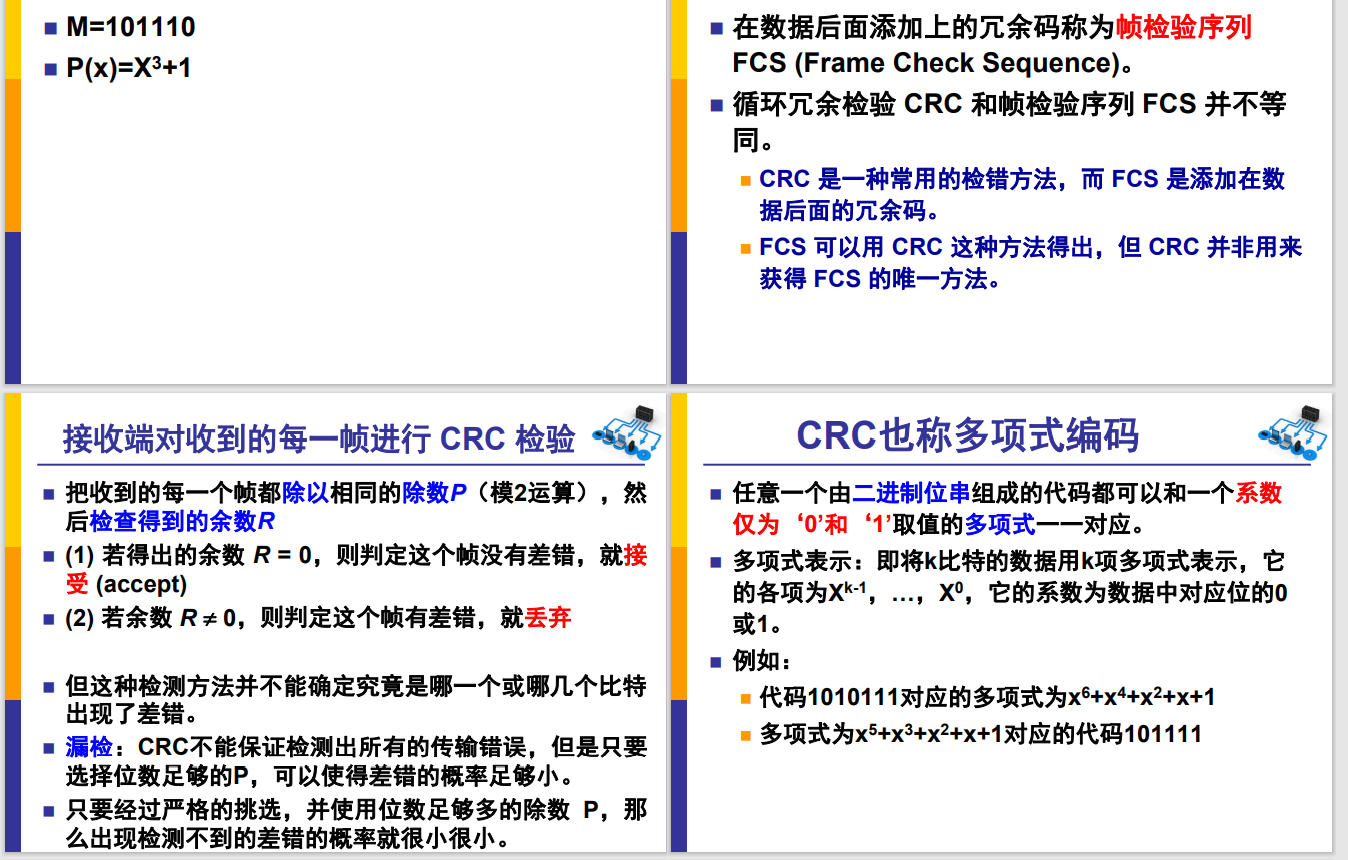 M=101110
P(x)=X³+1
在数据后面添加上的冗余码称为帧检验序列
FCS (Frame Check Sequence)。
循环冗余检验 CRC 和帧检验序列 FCS 并不等
同。
CRC 是一种常用的检错方法，而 FCS 是添加在数
据后面的冗余码。
FCS 可以用 CRC 这种方法得出，但 CRC 并非用来
获得 FCS 的唯一方法。
接收端对收到的每一帧进行 CRC 检验
把收到的每一个帧都除以相同的除数P（模2运算），然
后检查得到的余数R
(1) 若得出的余数 R = 0，则判定这个帧没有差错，就接
受 (accept)
(2) 若余数 R ≠ 0，则判定这个帧有差错，就丢弃
但这种检测方法并不能确定究竟是哪一个或哪几个比特
出现了差错。
漏检：CRC不能保证检测出所有的传输错误，但是只要
选择位数足够的P，可以使得差错的概率足够小。
只要经过严格的挑选，并使用位数足够多的除数 P，那
么出现检测不到的差错的概率就很小很小。
CRC也称多项式编码
任意一个由二进制位串组成的代码都可以和一个系数
仅为‘0’和‘1’取值的多项式一一对应。
多项式表示：即将k比特的数据用k项多项式表示，它
的各项为Xᵏ⁻¹，…，X⁰，它的系数为数据中对应位的0
或1。
例如：
代码1010111对应的多项式为x⁶+x⁴+x²+x+1
多项式为x⁵+x³+x²+x+1对应的代码101111